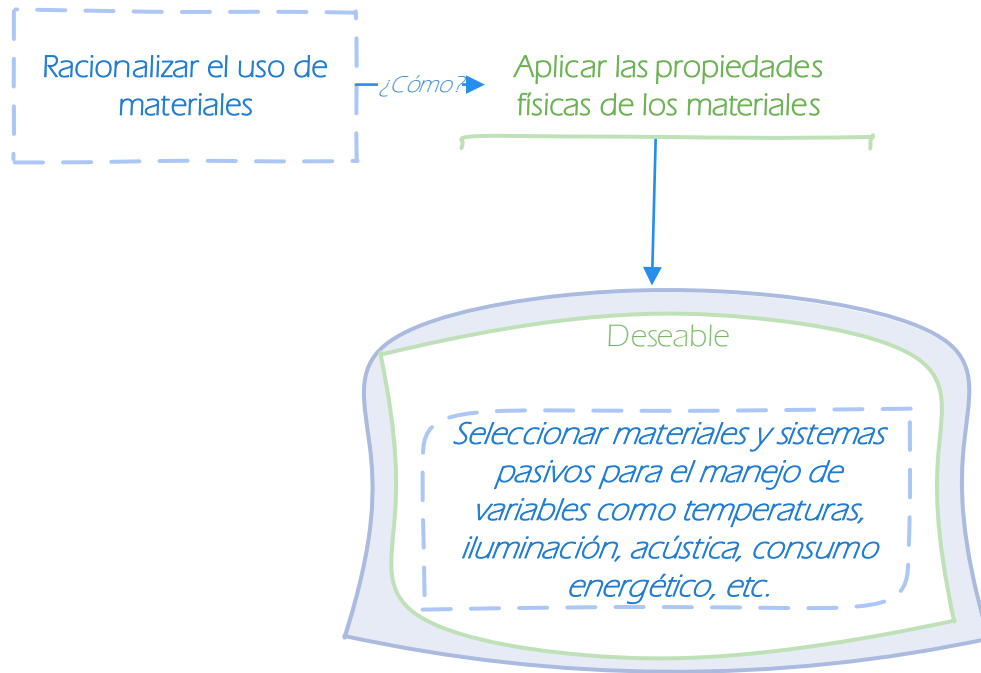 Racionalizar el uso de
materiales
¿Cómo?
Aplicar las propiedades
físicas de los materiales
Deseable
Seleccionar materiales y sistemas
pasivos para el manejo de
variables como temperaturas,
iluminación, acústica, consumo
energético, etc.